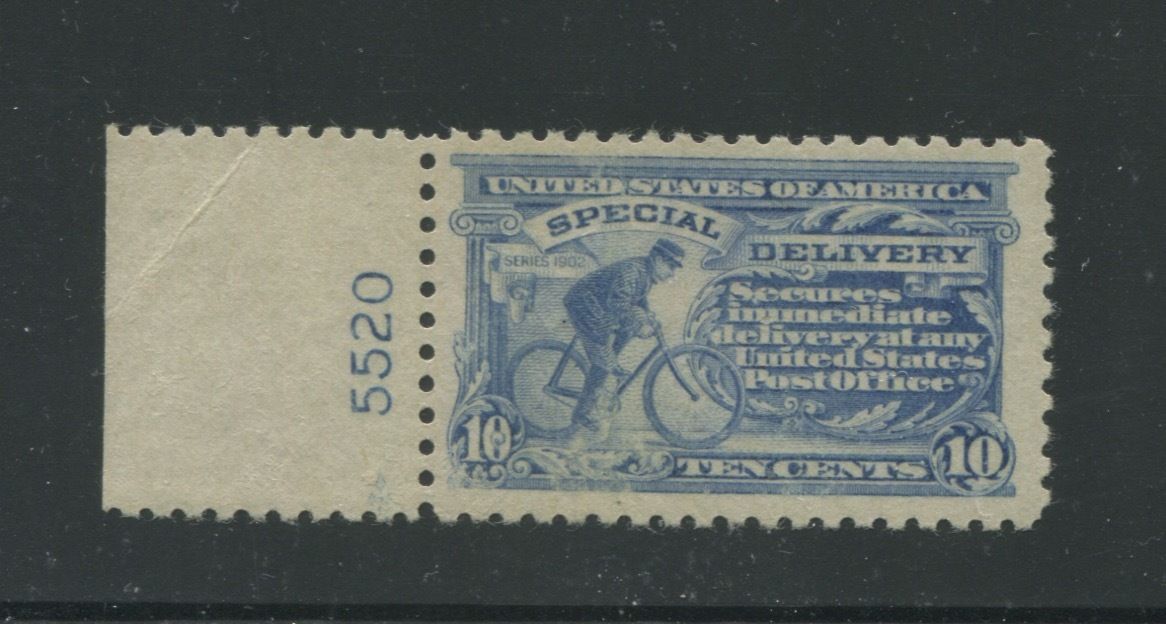 UNITED STATES OF AMERICA
SPECIAL
DELIVERY
SERIES 1902
Secures
immediate
delivery at any
United States
Post Office
10
TEN CENTS
10
5520